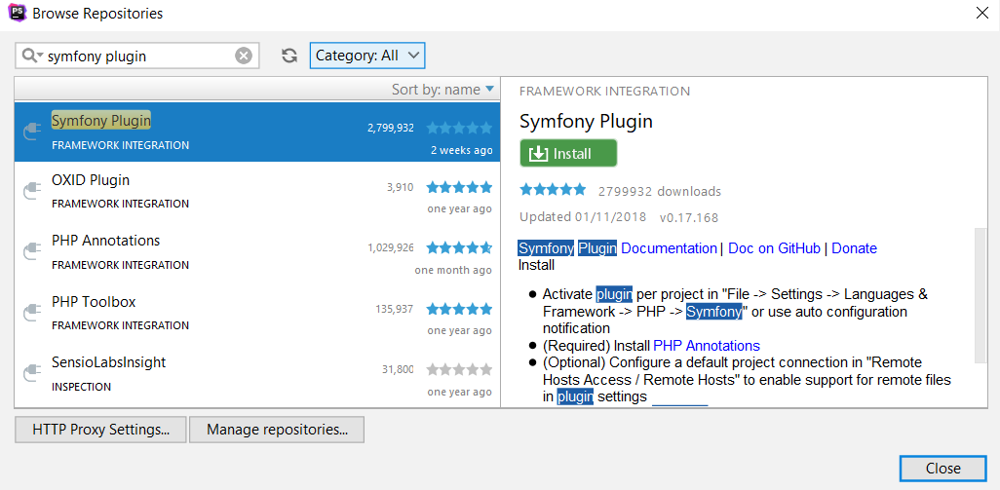 PS Browse Repositories
symfony plugin
Category: All
Sort by: name
Symfony Plugin 2,799,932
FRAMEWORK INTEGRATION 2 weeks ago
OXID Plugin 3,910
FRAMEWORK INTEGRATION one year ago
PHP Annotations 1,029,926
FRAMEWORK INTEGRATION one month ago
PHP Toolbox 135,937
FRAMEWORK INTEGRATION one year ago
SensioLabsInsight 31,800
INSPECTION one year ago
FRAMEWORK INTEGRATION
Symfony Plugin
Install
2799932 downloads
Updated 01/11/2018 v0.17.168
Symfony Plugin Documentation | Doc on GitHub | Donate
Install
● Activate plugin per project in "File -> Settings -> Languages &
Framework -> PHP -> Symfony" or use auto configuration
notification
● (Required) Install PHP Annotations
● (Optional) Configure a default project connection in "Remote
Hosts Access / Remote Hosts" to enable support for remote files
in plugin settings
HTTP Proxy Settings... Manage repositories...
Close